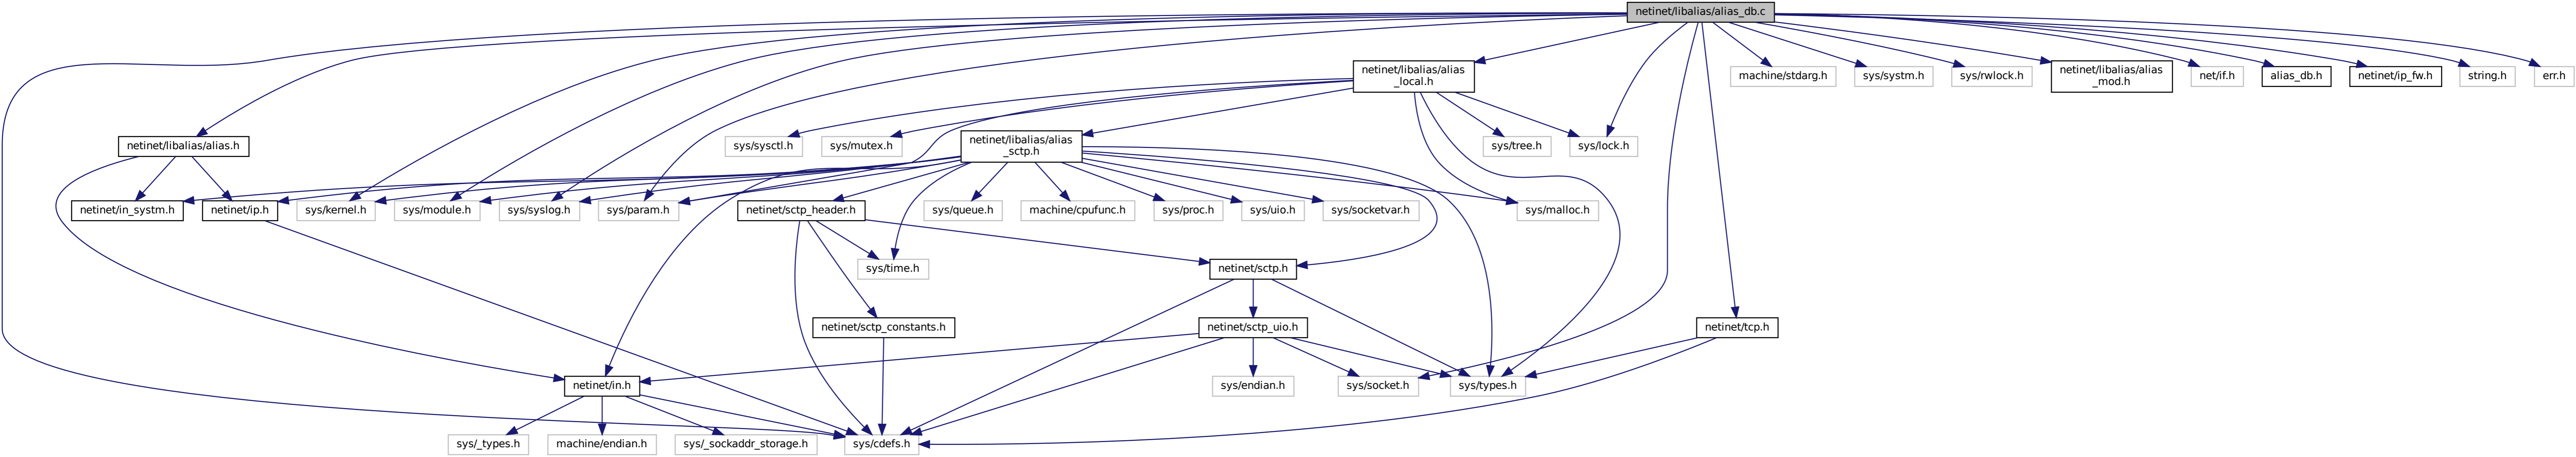 netinet/libalias/alias_db.c
netinet/libalias/alias
_local.h
machine/stdarg.h
sys/systm.h
sys/rwlock.h
netinet/libalias/alias
_mod.h
net/if.h
alias_db.h
netinet/ip_fw.h
string.h
err.h
netinet/libalias/alias.h
sys/sysctl.h
sys/mutex.h
netinet/libalias/alias
_sctp.h
sys/tree.h
sys/lock.h
netinet/in_systm.h
netinet/ip.h
sys/kernel.h
sys/module.h
sys/syslog.h
sys/param.h
netinet/sctp_header.h
sys/queue.h
machine/cpufunc.h
sys/proc.h
sys/uio.h
sys/socketvar.h
sys/malloc.h
sys/time.h
netinet/sctp.h
netinet/sctp_constants.h
netinet/sctp_uio.h
netinet/tcp.h
netinet/in.h
sys/endian.h
sys/socket.h
sys/types.h
sys/_types.h
machine/endian.h
sys/_sockaddr_storage.h
sys/cdefs.h